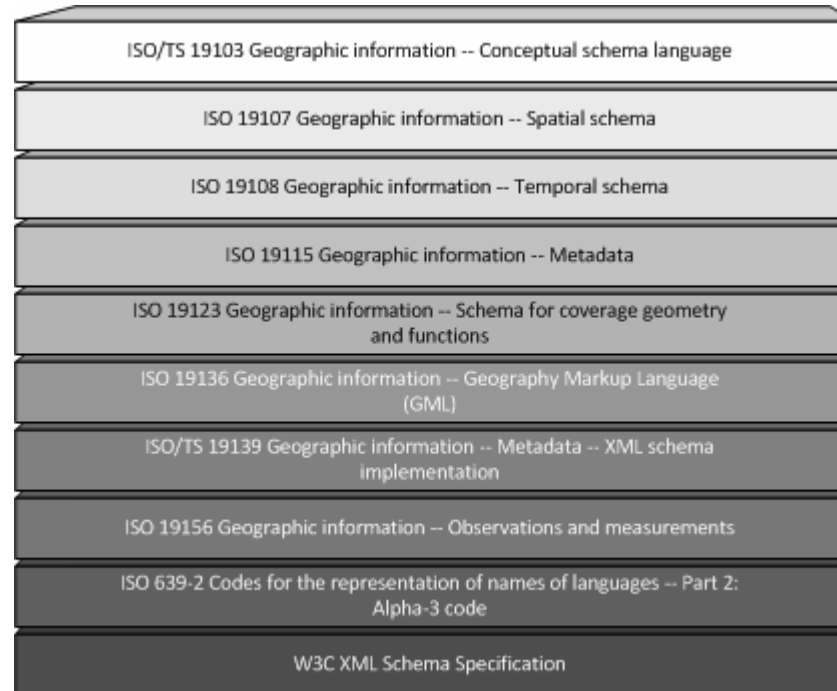 ISO/TS 19103 Geographic information -- Conceptual schema language
ISO 19107 Geographic information -- Spatial schema
ISO 19108 Geographic information -- Temporal schema
ISO 19115 Geographic information -- Metadata
ISO 19123 Geographic information -- Schema for coverage geometry
and functions
ISO 19136 Geographic information -- Geography Markup Language
(GML)
ISO/TS 19139 Geographic information -- Metadata -- XML schema
implementation
ISO 19156 Geographic information -- Observations and measurements
ISO 639-2 Codes for the representation of names of languages -- Part 2:
Alpha-3 code
W3C XML Schema Specification